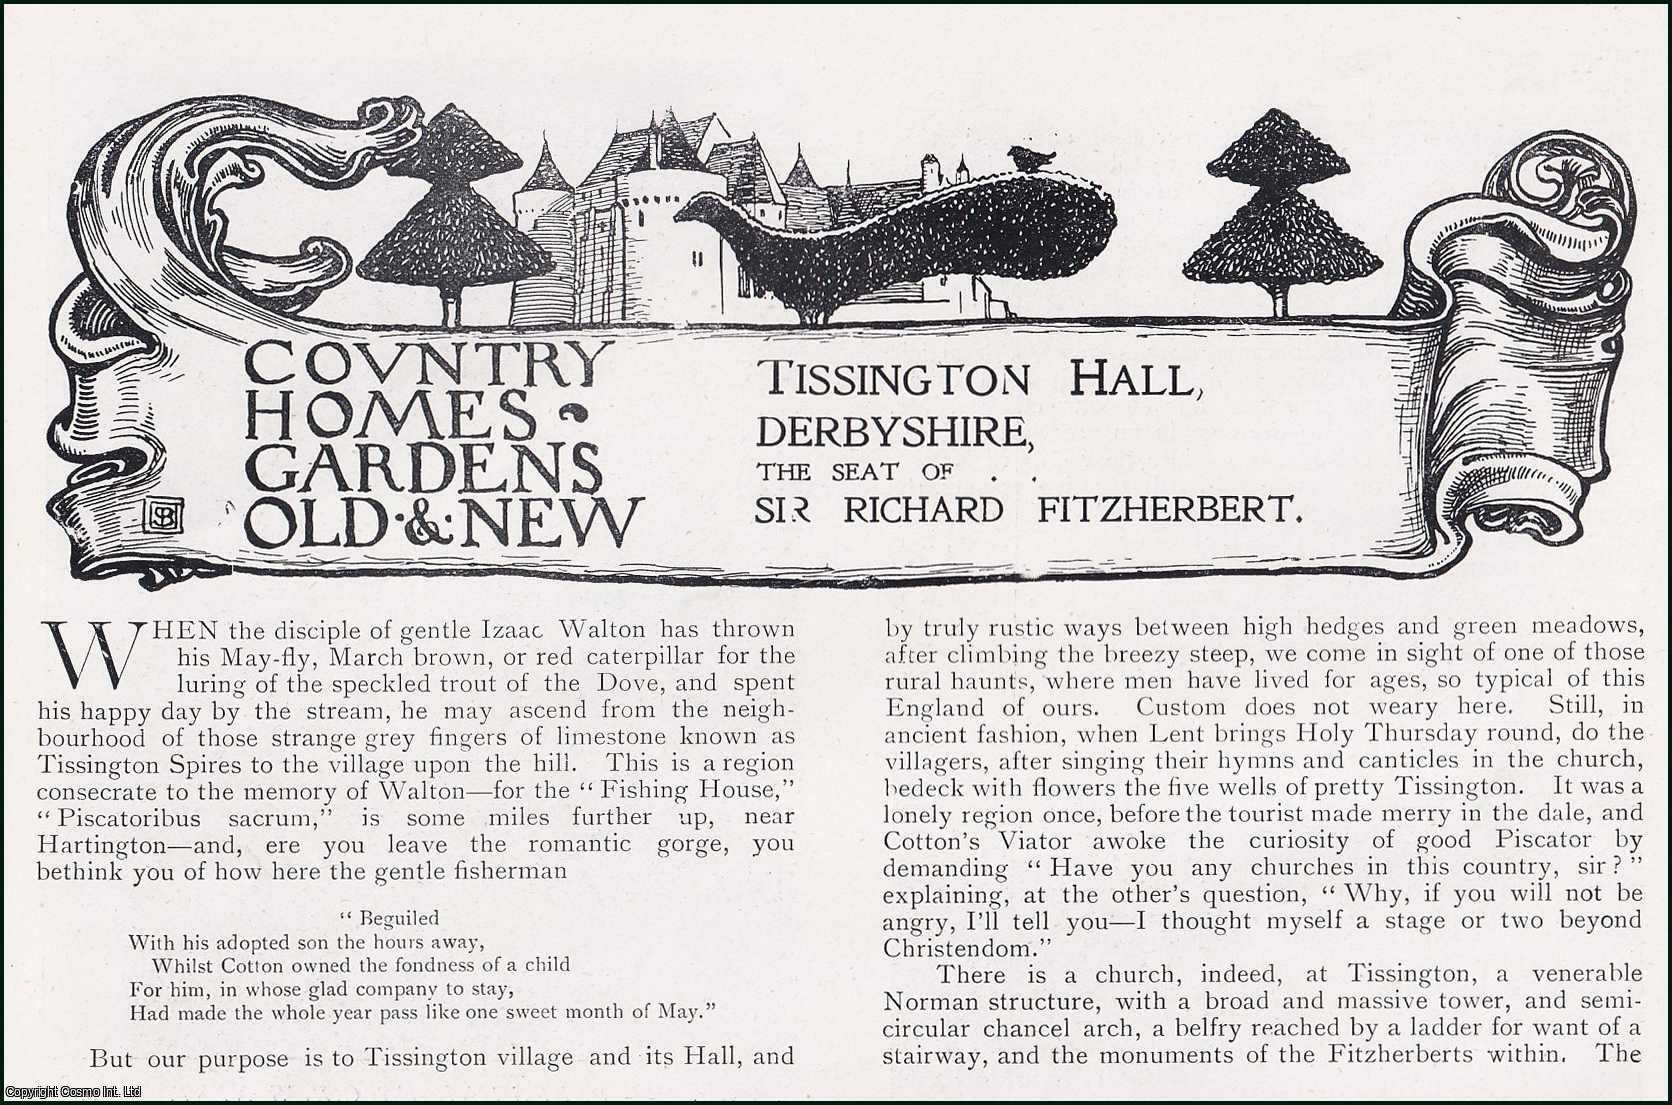 COVNTRY
HOMES
GARDENS
OLD·&·NEW
TISSINGTON HALL,
DERBYSHIRE,
THE SEAT OF . .
SIR RICHARD FITZHERBERT.
WHEN the disciple of gentle Izaac Walton has thrown
his May-fly, March brown, or red caterpillar for the
luring of the speckled trout of the Dove, and spent
his happy day by the stream, he may ascend from the neigh-
bourhood of those strange grey fingers of limestone known as
Tissington Spires to the village upon the hill. This is a region
consecrate to the memory of Walton—for the “Fishing House,”
“Piscatoribus sacrum,” is some miles further up, near
Hartington—and, ere you leave the romantic gorge, you
bethink you of how here the gentle fisherman
“Beguiled
With his adopted son the hours away,
Whilst Cotton owned the fondness of a child
For him, in whose glad company to stay,
Had made the whole year pass like one sweet month of May.”
But our purpose is to Tissington village and its Hall, and
by truly rustic ways between high hedges and green meadows,
after climbing the breezy steep, we come in sight of one of those
rural haunts, where men have lived for ages, so typical of this
England of ours. Custom does not weary here. Still, in
ancient fashion, when Lent brings Holy Thursday round, do the
villagers, after singing their hymns and canticles in the church,
bedeck with flowers the five wells of pretty Tissington. It was a
lonely region once, before the tourist made merry in the dale, and
Cotton’s Viator awoke the curiosity of good Piscator by
demanding “Have you any churches in this country, sir?”
explaining, at the other’s question, “Why, if you will not be
angry, I’ll tell you—I thought myself a stage or two beyond
Christendom.”
There is a church, indeed, at Tissington, a venerable
Norman structure, with a broad and massive tower, and semi-
circular chancel arch, a belfry reached by a ladder for want of a
stairway, and the monuments of the Fitzherberts within. The
Copyright Cosmo Int. Ltd